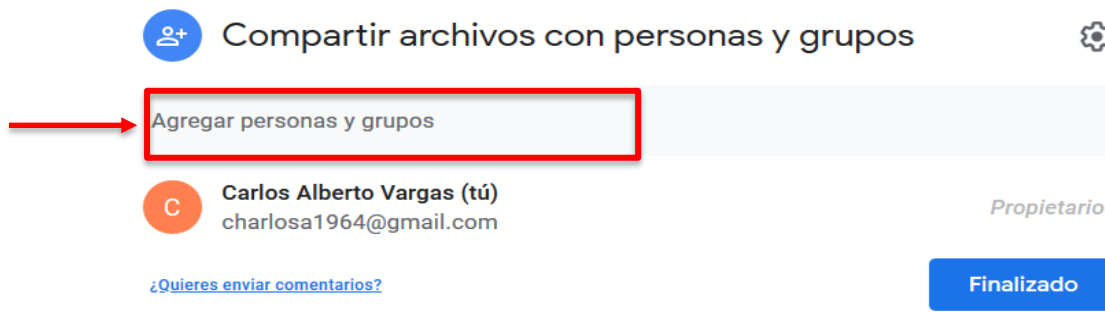 Compartir archivos con personas y grupos
Agregar personas y grupos
C
Carlos Alberto Vargas (tú)
charlosa1964@gmail.com
Propietario
¿Quieres enviar comentarios?
Finalizado